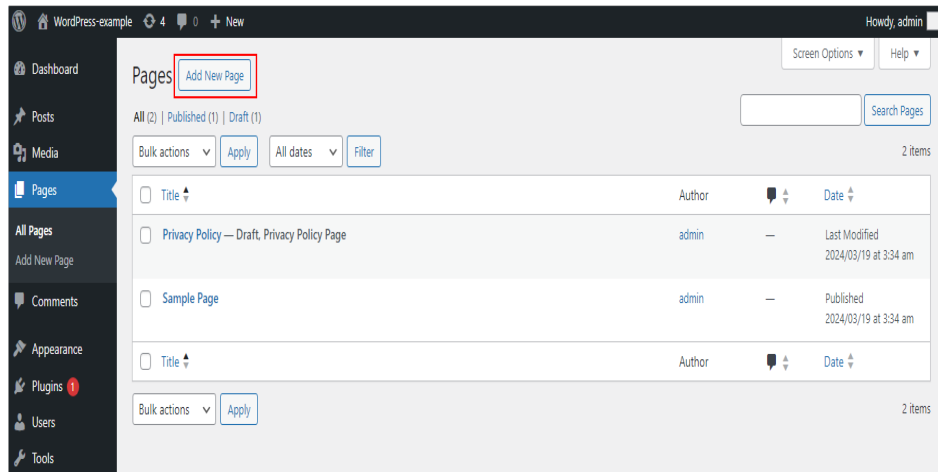 WordPress-example 4 0 + New Howdy, admin
Screen Options ▼ Help ▼
Dashboard
Posts
Media
Pages
All Pages
Add New Page
Comments
Appearance
Plugins 1
Users
Tools
Pages Add New Page
All (2) | Published (1) | Draft (1)
Search Pages
Bulk actions Apply All dates Filter 2 items
Title Author Date
Privacy Policy — Draft, Privacy Policy Page admin — Last Modified
2024/03/19 at 3:34 am
Sample Page admin — Published
2024/03/19 at 3:34 am
Title Author Date
Bulk actions Apply 2 items